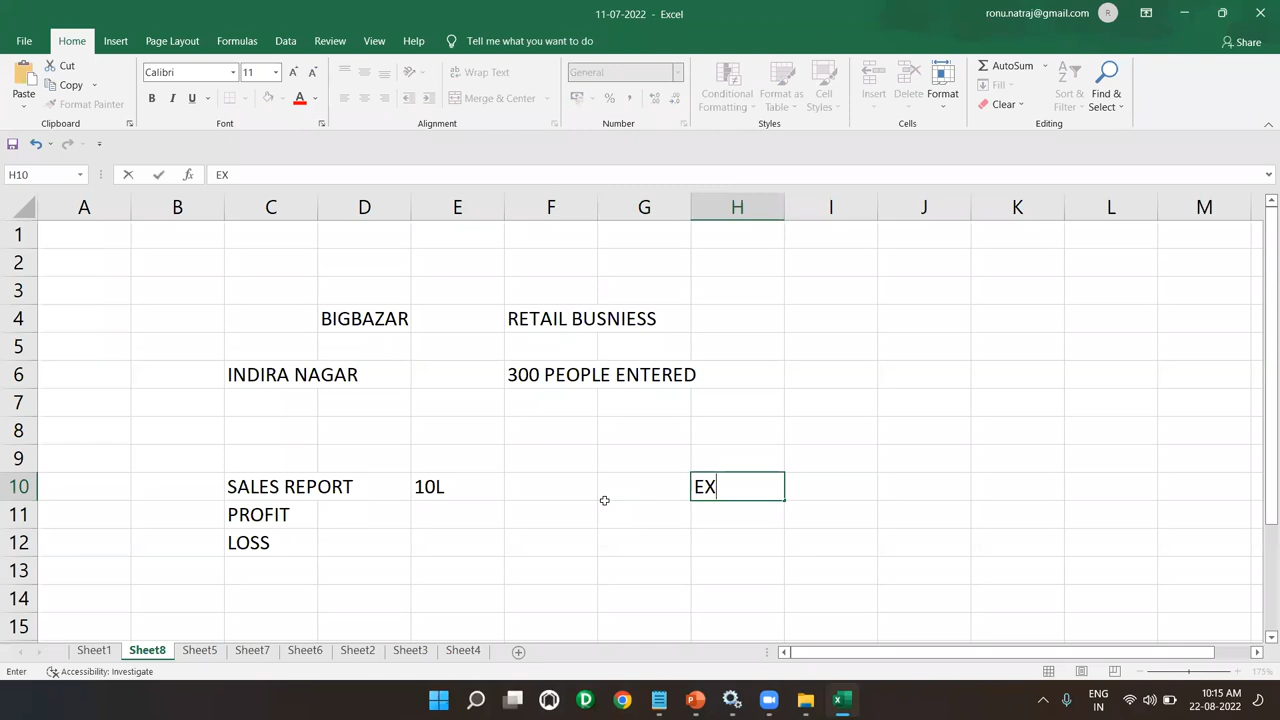 11-07-2022 - Excel
ronu.natraj@gmail.com R
File Home Insert Page Layout Formulas Data Review View Help Tell me what you want to do Share
Paste
Cut
Copy
Format Painter
Clipboard
Calibri 11
B I U A
Font
Wrap Text
Merge & Center
Alignment
General
%
Number
Conditional Formatting
Format as Table
Cell Styles
Styles
Insert Delete Format
Cells
AutoSum
Fill
Clear
Sort & Filter
Find & Select
Editing
H10 fx EX
A B C D E F G H I J K L M
1
2
3
4 BIGBAZAR RETAIL BUSNIESS
5
6 INDIRA NAGAR 300 PEOPLE ENTERED
7
8
9
10 SALES REPORT 10L EX
11 PROFIT
12 LOSS
13
14
15
Sheet1 Sheet8 Sheet5 Sheet7 Sheet6 Sheet2 Sheet3 Sheet4
Enter Accessibility: Investigate 175%
ENG IN 10:15 AM 22-08-2022